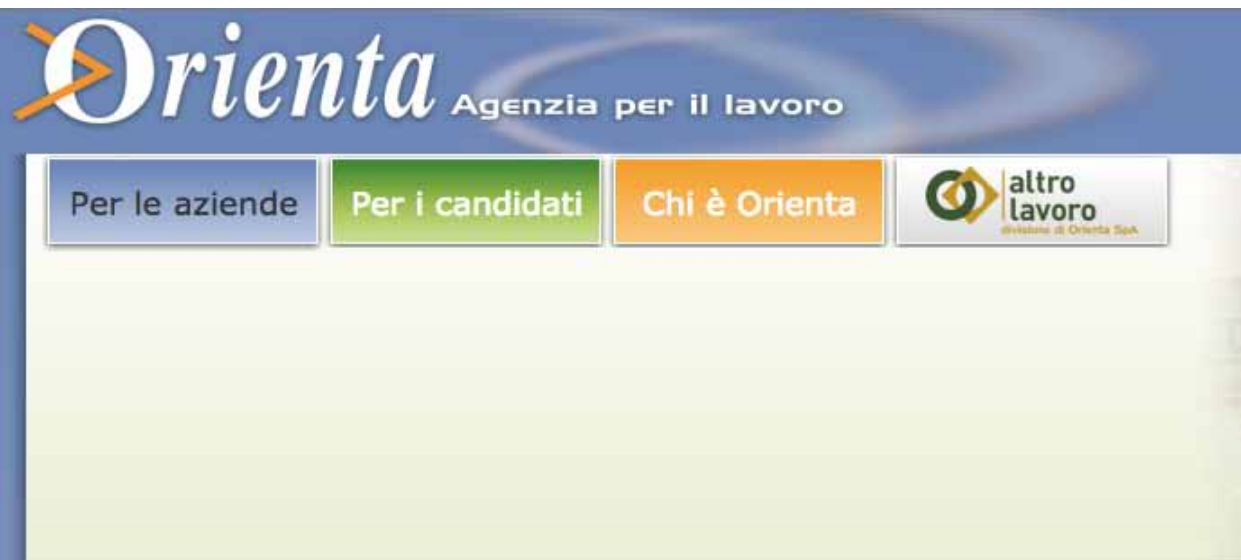 Orienta Agenzia per il lavoro
Per le aziende
Per i candidati
Chi è Orienta
altro
lavoro
divisione di Orienta SpA